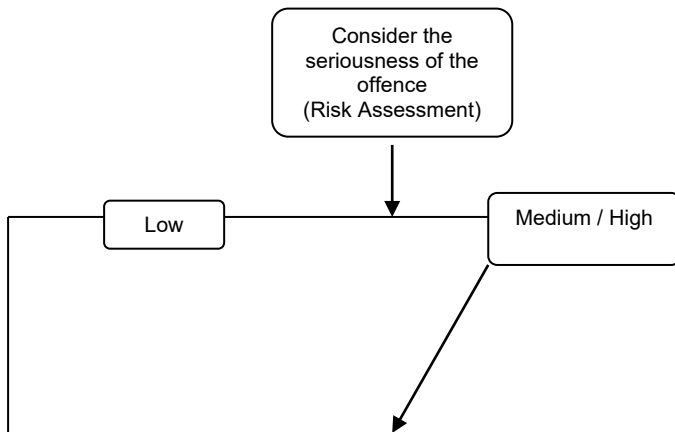 Consider the
seriousness of the
offence
(Risk Assessment)
Low
Medium / High